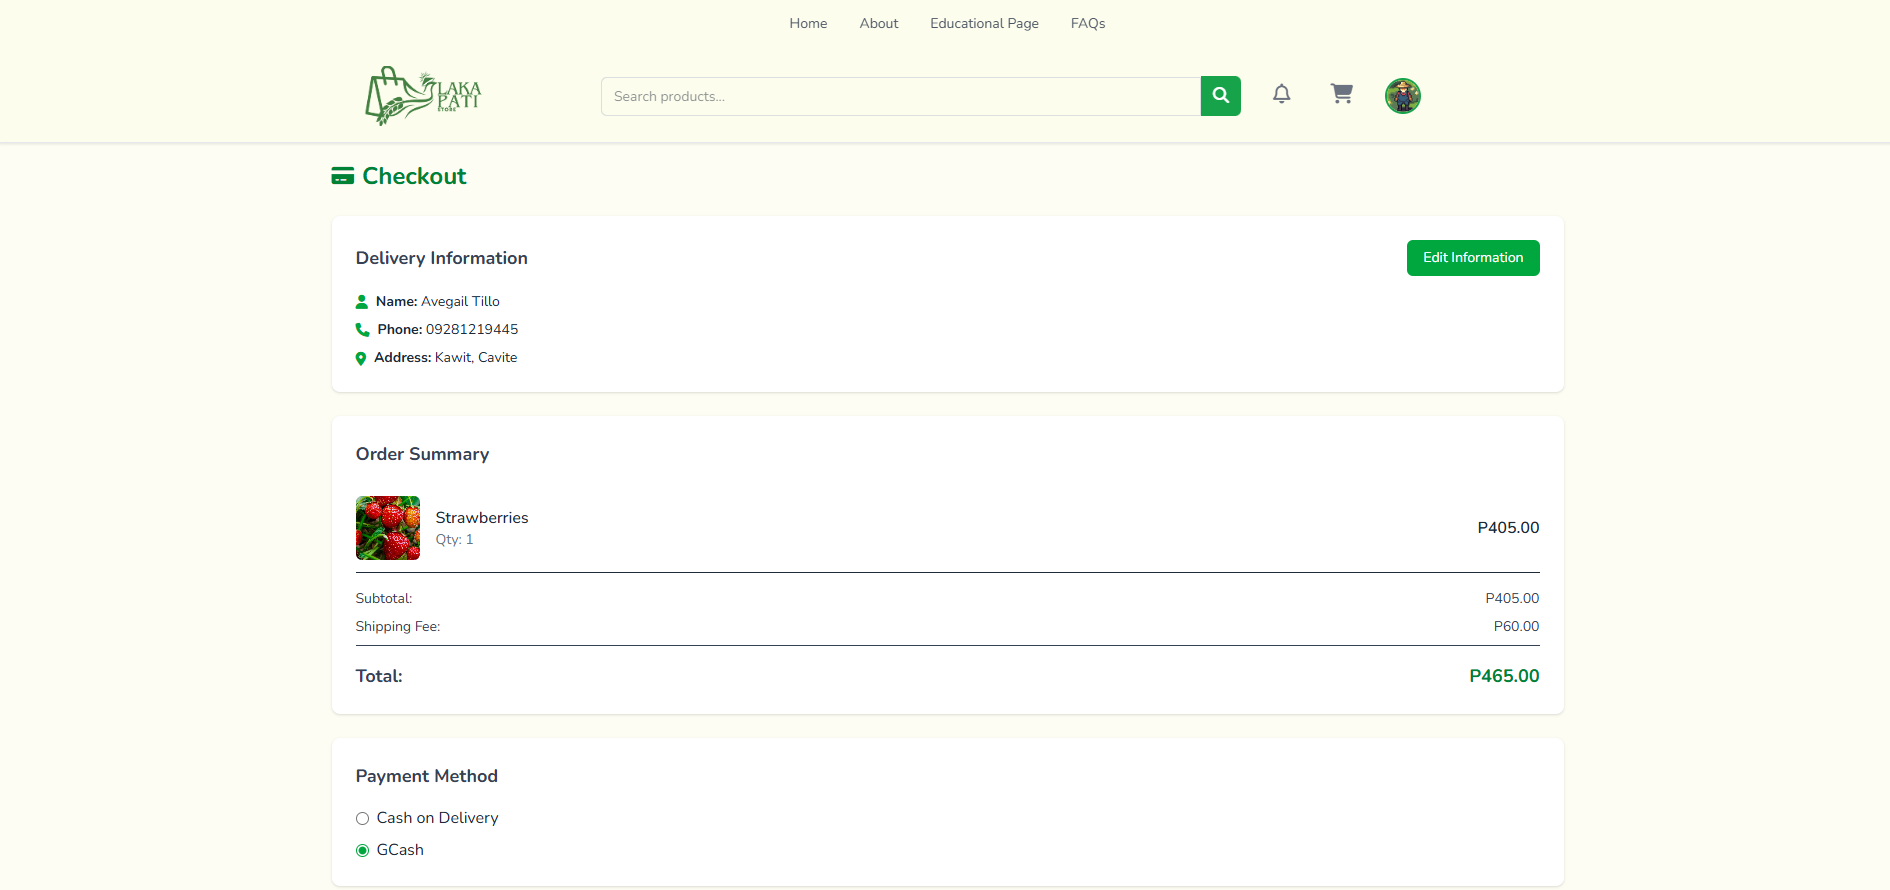 Home About Educational Page FAQs
LAKA
PATI
STORE
Search products...
Checkout
Delivery Information
Edit Information
Name: Avegail Tillo
Phone: 09281219445
Address: Kawit, Cavite
Order Summary
Strawberries
Qty: 1
P405.00
Subtotal: P405.00
Shipping Fee: P60.00
Total: P465.00
Payment Method
Cash on Delivery
GCash